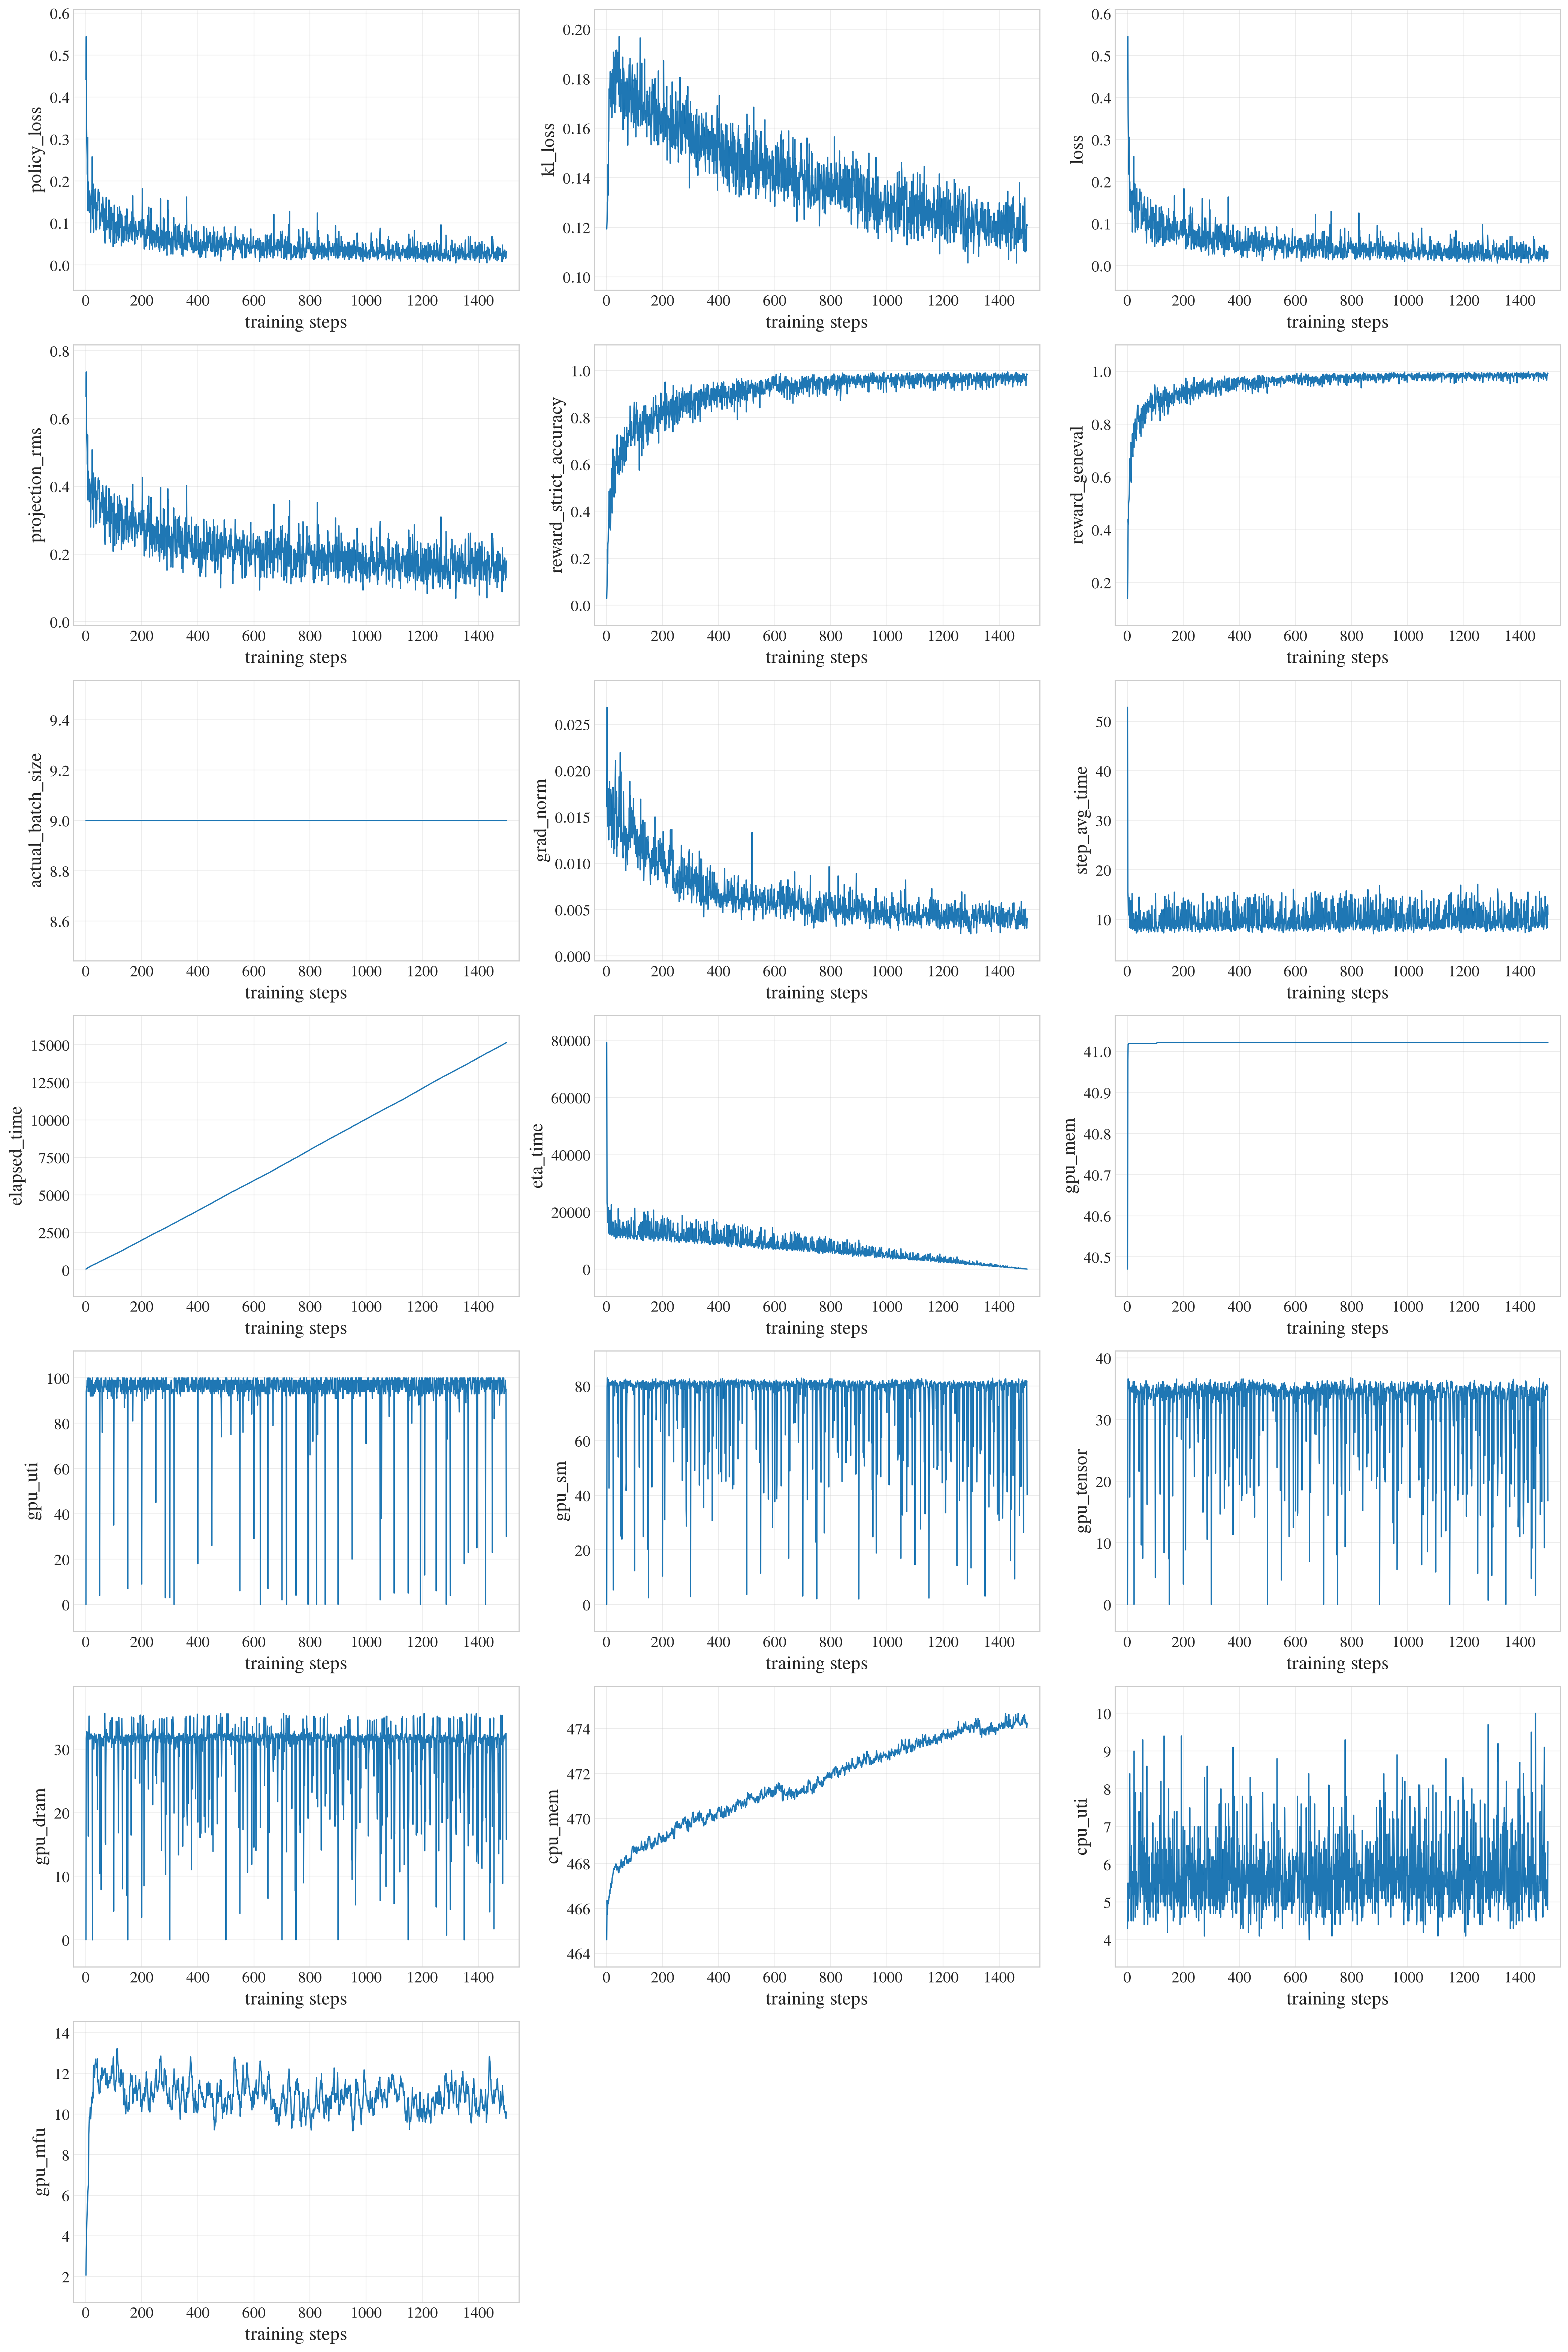 policy_loss
0.6
0.5
0.4
0.3
0.2
0.1
0.0
0 200 400 600 800 1000 1200 1400
training steps
kl_loss
0.20
0.18
0.16
0.14
0.12
0.10
0 200 400 600 800 1000 1200 1400
training steps
loss
0.6
0.5
0.4
0.3
0.2
0.1
0.0
0 200 400 600 800 1000 1200 1400
training steps
projection_rms
0.8
0.6
0.4
0.2
0.0
0 200 400 600 800 1000 1200 1400
training steps
reward_strict_accuracy
1.0
0.8
0.6
0.4
0.2
0.0
0 200 400 600 800 1000 1200 1400
training steps
reward_geneval
1.0
0.8
0.6
0.4
0.2
0 200 400 600 800 1000 1200 1400
training steps
actual_batch_size
9.4
9.2
9.0
8.8
8.6
0 200 400 600 800 1000 1200 1400
training steps
grad_norm
0.025
0.020
0.015
0.010
0.005
0.000
0 200 400 600 800 1000 1200 1400
training steps
step_avg_time
50
40
30
20
10
0 200 400 600 800 1000 1200 1400
training steps
elapsed_time
15000
12500
10000
7500
5000
2500
0
0 200 400 600 800 1000 1200 1400
training steps
eta_time
80000
60000
40000
20000
0
0 200 400 600 800 1000 1200 1400
training steps
gpu_mem
41.0
40.9
40.8
40.7
40.6
40.5
0 200 400 600 800 1000 1200 1400
training steps
gpu_uti
100
80
60
40
20
0
0 200 400 600 800 1000 1200 1400
training steps
gpu_sm
80
60
40
20
0
0 200 400 600 800 1000 1200 1400
training steps
gpu_tensor
40
30
20
10
0
0 200 400 600 800 1000 1200 1400
training steps
gpu_dram
30
20
10
0
0 200 400 600 800 1000 1200 1400
training steps
cpu_mem
474
472
470
468
466
464
0 200 400 600 800 1000 1200 1400
training steps
cpu_uti
10
9
8
7
6
5
4
0 200 400 600 800 1000 1200 1400
training steps
gpu_mfu
14
12
10
8
6
4
2
0 200 400 600 800 1000 1200 1400
training steps